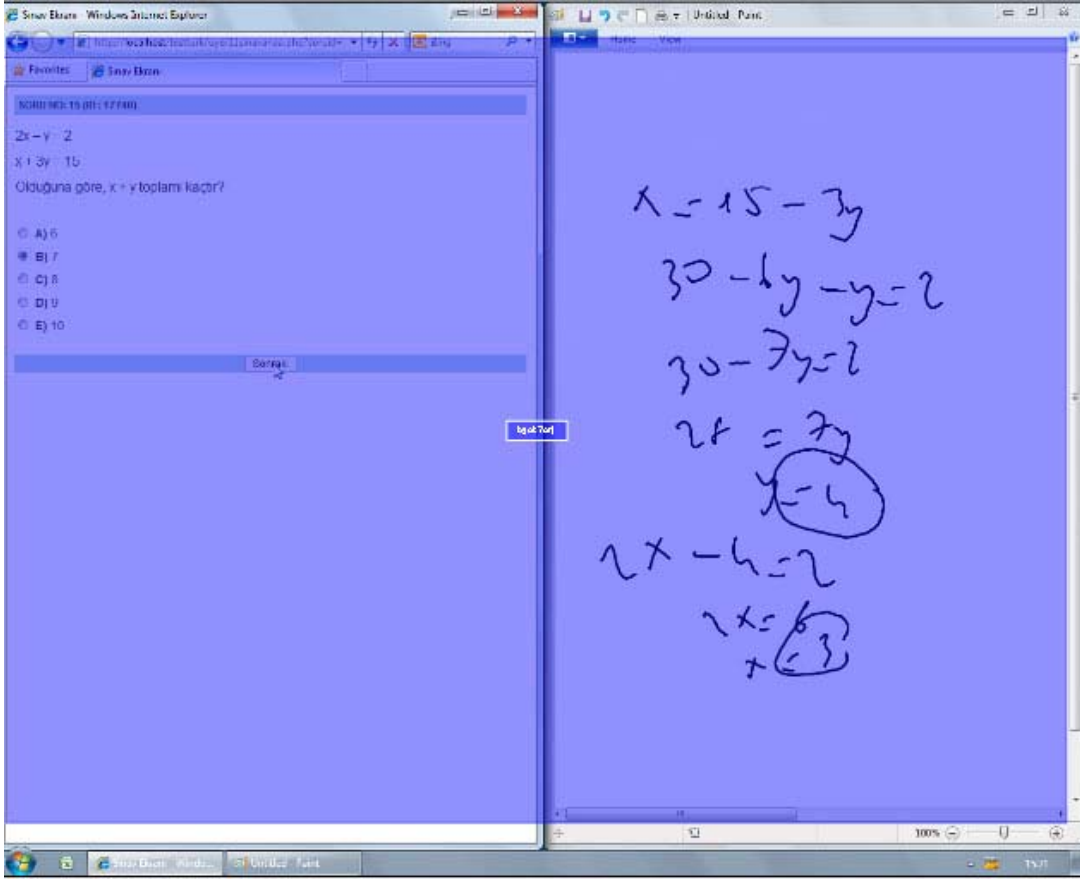 Sınav Ekranı - Windows Internet Explorer
Favorites
Sınav Ekranı
2x – y = 2
x + 3y = 15
Olduğuna göre, x + y toplamı kaçtır?
A) 6
B) 7
C) 8
D) 9
E) 10
Sonraki
Untitled - Paint
Home View
x = 15 - 3y
30 - 6y - y = 2
30 - 7y = 2
28 = 7y
y = 4
2x - 4 = 2
2x = 6
x = 3
100%
Untitled - Paint